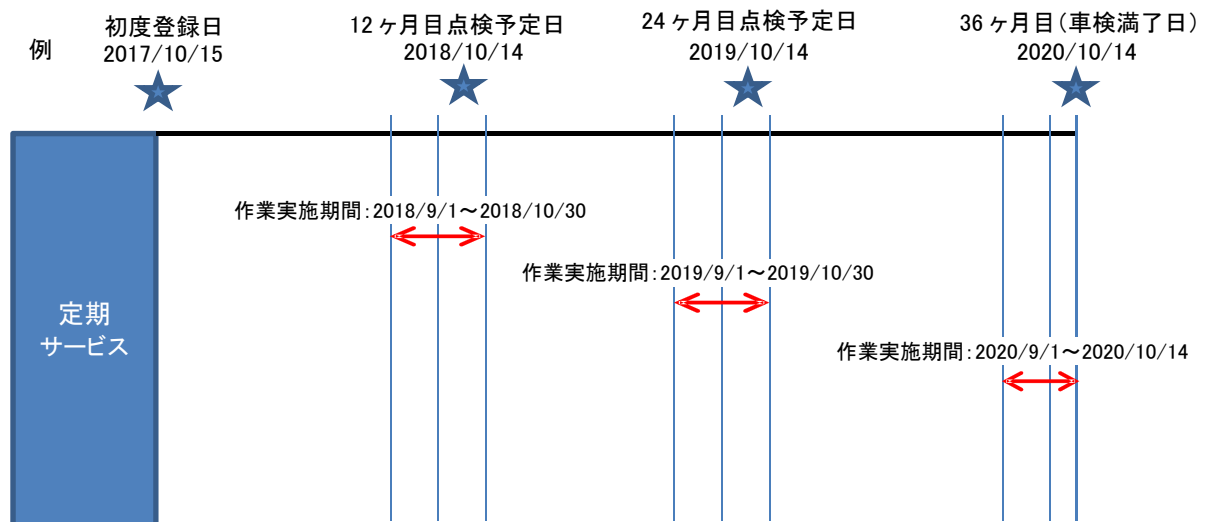 例
初度登録日
2017/10/15
12ヶ月目点検予定日
2018/10/14
24ヶ月目点検予定日
2019/10/14
36ヶ月目(車検満了日)
2020/10/14
作業実施期間:2018/9/1～2018/10/30
作業実施期間:2019/9/1～2019/10/30
作業実施期間:2020/9/1～2020/10/14
定期
サービス